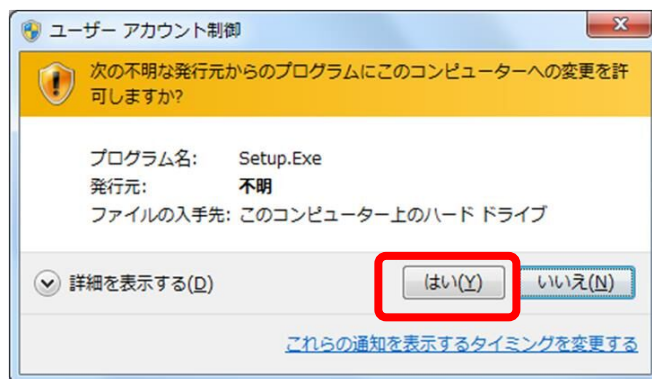 ユーザー アカウント制御
次の不明な発行元からのプログラムにこのコンピューターへの変更を許
可しますか?
プログラム名: Setup.Exe
発行元: 不明
ファイルの入手先: このコンピューター上のハード ドライブ
詳細を表示する(D) はい(Y) いいえ(N)
これらの通知を表示するタイミングを変更する